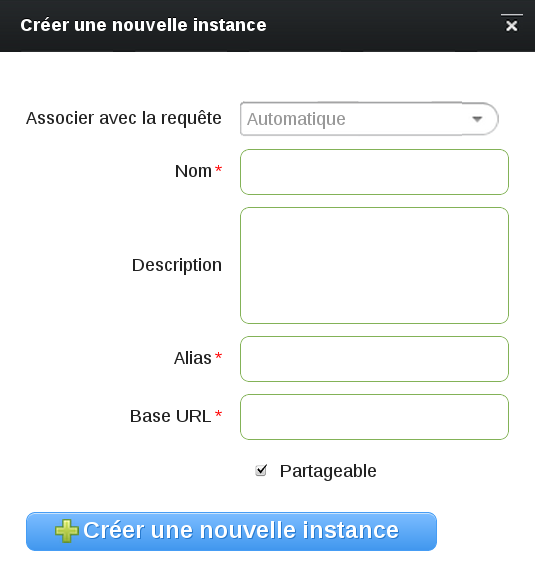 Créer une nouvelle instance
Associer avec la requête Automatique
Nom *
Description
Alias *
Base URL *
Partageable
Créer une nouvelle instance